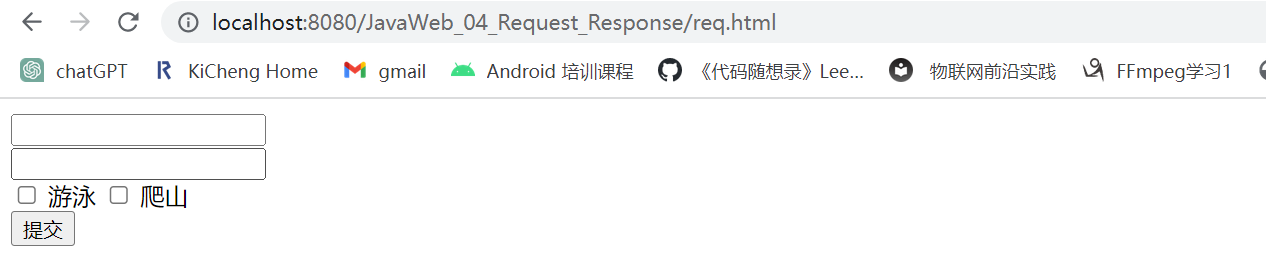 localhost:8080/JavaWeb_04_Request_Response/req.html
chatGPT KiCheng Home gmail Android 培训课程 《代码随想录》Lee... 物联网前沿实践 FFmpeg学习1
游泳 爬山
提交